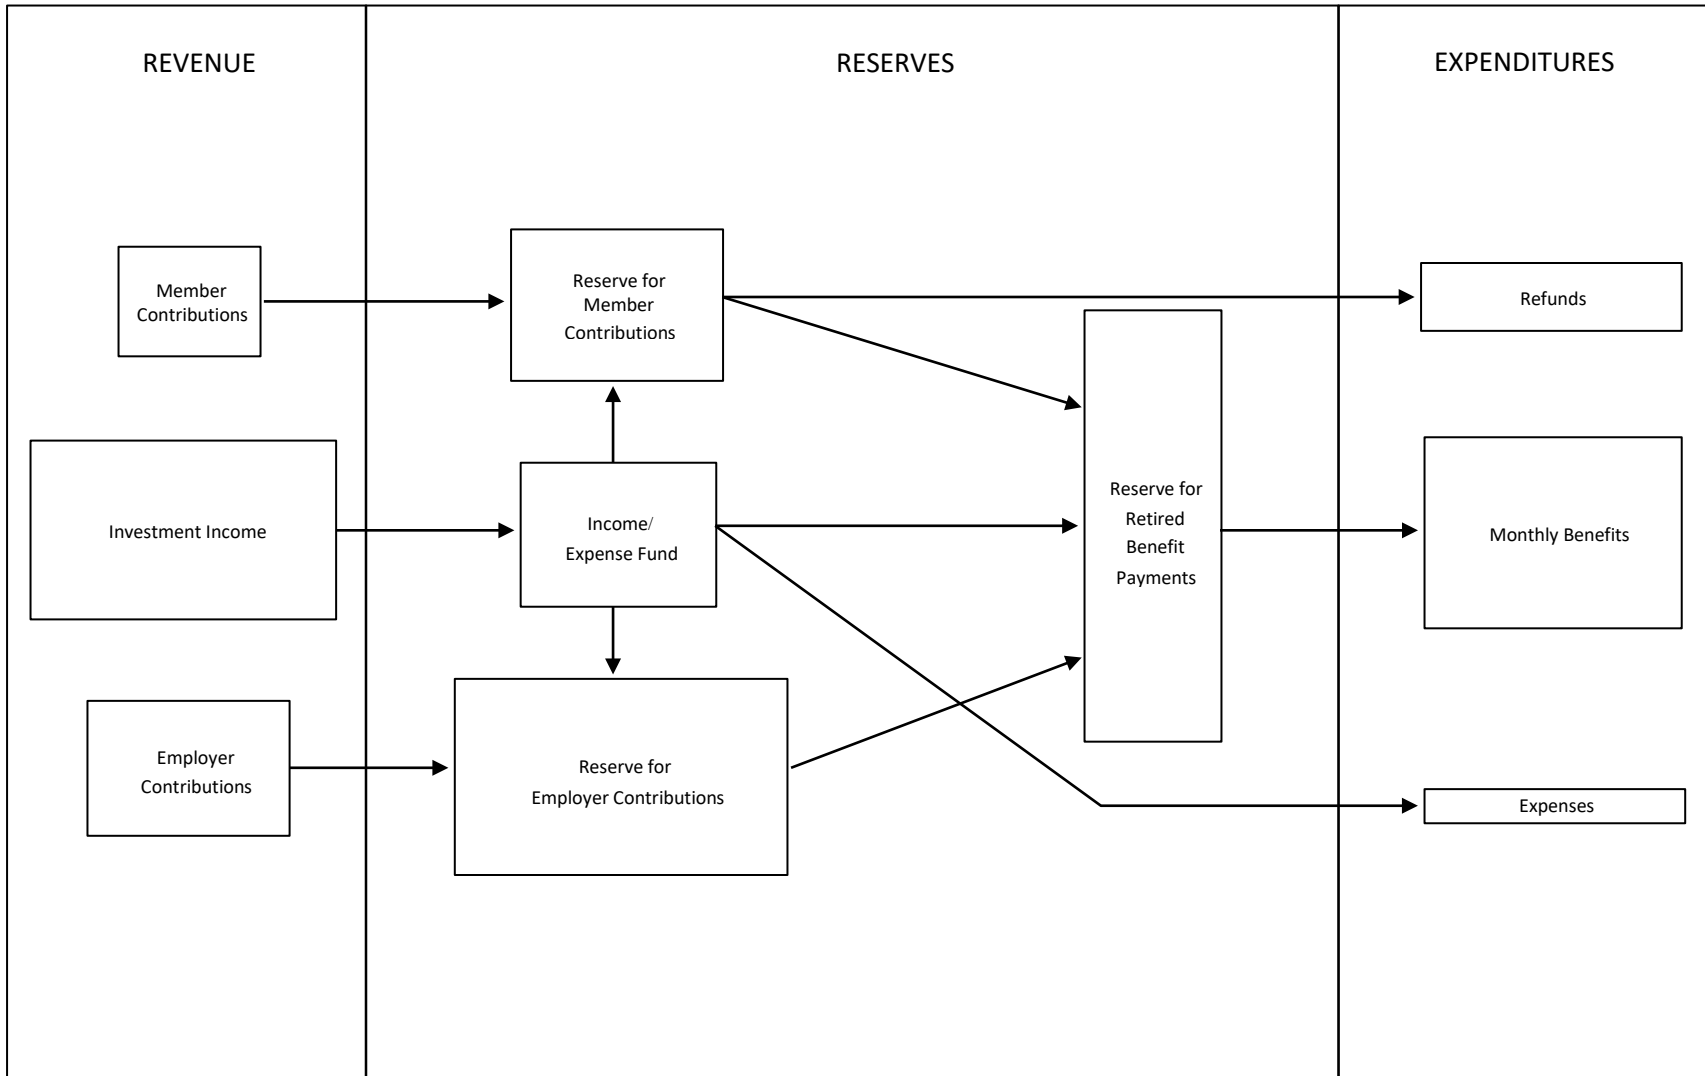 REVENUE
RESERVES
EXPENDITURES
Member
Contributions
Reserve for
Member
Contributions
Refunds
Investment Income
Income/
Expense Fund
Reserve for
Retired
Benefit
Payments
Monthly Benefits
Employer
Contributions
Reserve for
Employer Contributions
Expenses